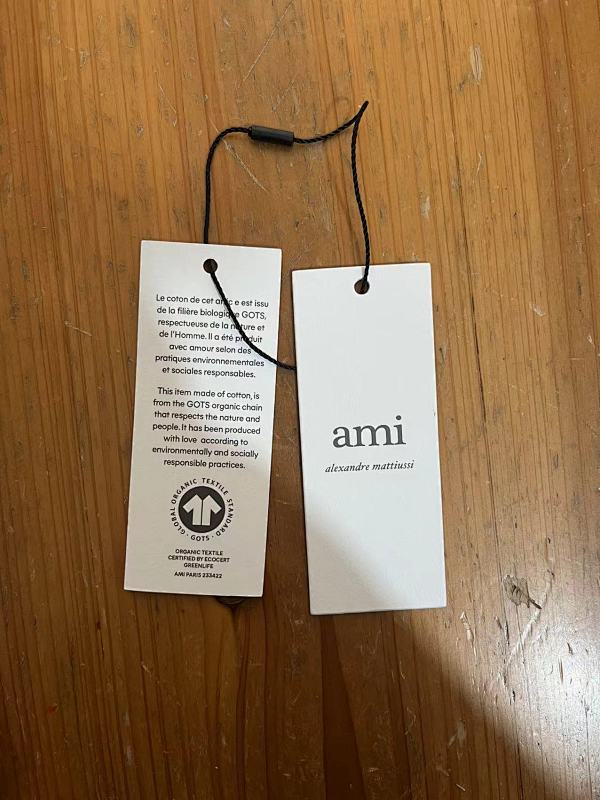 Le coton de cet article est issu
de la filière biologique GOTS,
respectueuse de la nature et
de l'Homme. Il a été produit
avec amour selon des
pratiques environnementales
et sociales responsables.
This item made of cotton, is
from the GOTS organic chain
that respects the nature and
people. It has been produced
with love according to
environmentally and socially
responsible practices.
GLOBAL ORGANIC TEXTILE STANDARD · GOTS ·
ORGANIC TEXTILE
CERTIFIED BY ECOCERT
GREENLIFE
AMI PARIS 233422
ami
alexandre mattiussi